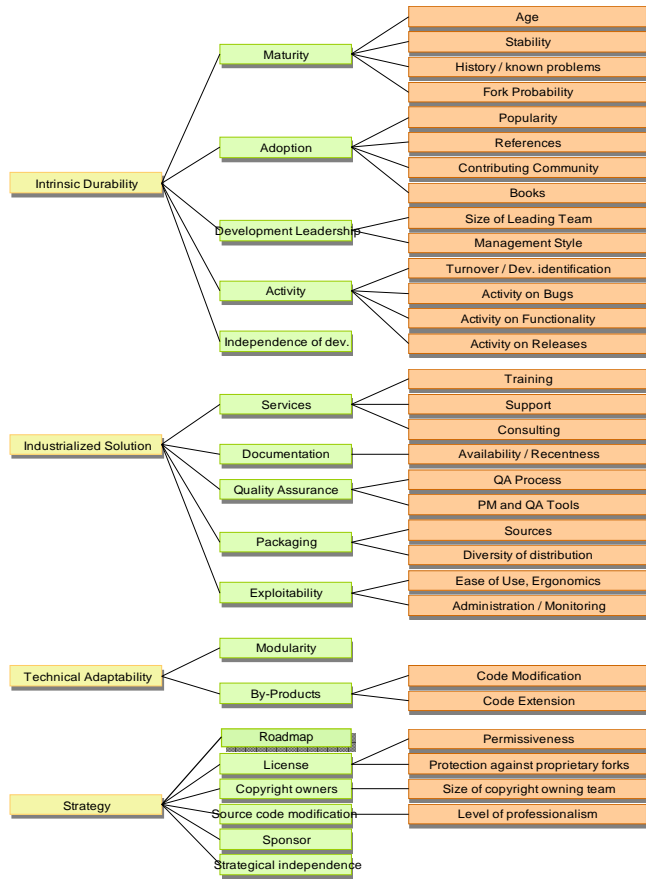 Intrinsic Durability
Maturity
Age
Stability
History / known problems
Fork Probability
Adoption
Popularity
References
Contributing Community
Books
Development Leadership
Size of Leading Team
Management Style
Activity
Turnover / Dev. identification
Activity on Bugs
Activity on Functionality
Activity on Releases
Independence of dev.
Industrialized Solution
Services
Training
Support
Consulting
Documentation
Availability / Recentness
Quality Assurance
QA Process
PM and QA Tools
Packaging
Sources
Diversity of distribution
Exploitability
Ease of Use, Ergonomics
Administration / Monitoring
Technical Adaptability
Modularity
By-Products
Code Modification
Code Extension
Strategy
Roadmap
License
Permissiveness
Protection against proprietary forks
Copyright owners
Size of copyright owning team
Source code modification
Level of professionalism
Sponsor
Strategical independence